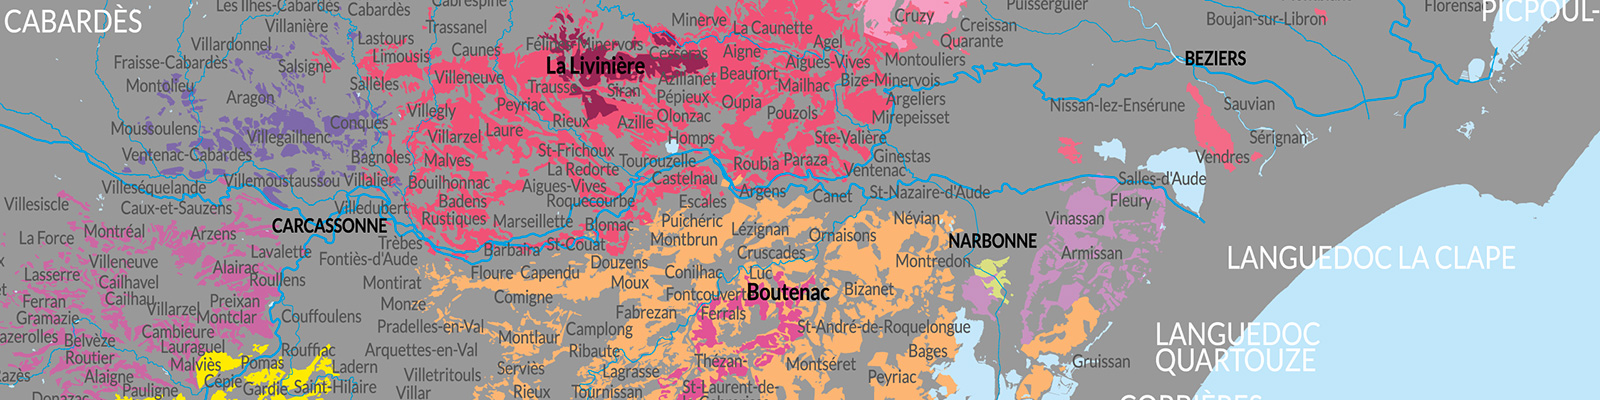 Les Ilhes-Cabardès
Cabardès
Cabrespine
Puisserguier
Florensac
PICPOUL-
CABARDÈS
Villanière
Trassanel
Minerve
La Caunette
Cruzy
Creissan
Boujan-sur-Libron
Villardonnel
Lastours
Félines-Minervois
Agel
Quarante
Fraisse-Cabardès
Salsigne
Limousis
Caunes
Cesseras
Aigne
Aigues-Vives
Montouliers
BEZIERS
La Livinière
Montolieu
Sallèles
Villeneuve
Trausse
Siran
Azillanet
Beaufort
Mailhac
Bize-Minervois
Aragon
Villegly
Peyriac
Pépieux
Oupia
Argeliers
Nissan-lez-Ensérune
Sauvian
Moussoulens
Conques
Rieux
Azille
Olonzac
Pouzols
Mirepeisset
Villegailhenc
Villarzel
Laure
Homps
Ste-Valière
Sérignan
Ventenac-Cabardès
Bagnoles
Malves
St-Frichoux
Tourouzelle
Roubia
Paraza
Ginestas
Vendres
Villeséquelande
Villemoustaussou
Villalier
Bouilhonnac
La Redorte
Castelnau
Ventenac
Salles-d'Aude
Villesiscle
Caux-et-Sauzens
Villedubert
Badens
Aigues-Vives
Roquecourbe
Escales
Argens
Canet
St-Nazaire-d'Aude
Fleury
La Force
Montréal
Arzens
CARCASSONNE
Rustiques
Marseillette
Blomac
Puichéric
Lézignan
Névian
Vinassan
Villeneuve
Lavalette
Trèbes
Barbaira
St-Couat
Montbrun
Ornaisons
NARBONNE
Lasserre
Cailhavel
Alairac
Fontiès-d'Aude
Douzens
Cruscades
Montredon
Armissan
LANGUEDOC LA CLAPE
Roullens
Floure
Capendu
Moux
Conilhac
Luc
Ferran
Cailhau
Preixan
Montirat
Comigne
Fontcouvert
Boutenac
Bizanet
Gramazie
Villarzel
Montclar
Couffoulens
Monze
Fabrezan
Ferrals
Belvèze
Cambieure
Pradelles-en-Val
Montlaur
Camplong
St-André-de-Roquelongue
LANGUEDOC
QUARTOUZE
Routier
Lauraguel
Rouffiac
Arquettes-en-Val
Ribaute
Thézan-
Montséret
Bages
Gruissan
Malviès
Pomas
Ladern
Serviès
Lagrasse
Alaigne
Cépie
Villetritouls
Peyriac
Pauligne
Gardie
Saint-Hilaire
Villar
Rieux
Tournissan
St-Laurent-de-
Donazac
CORBIÈRES